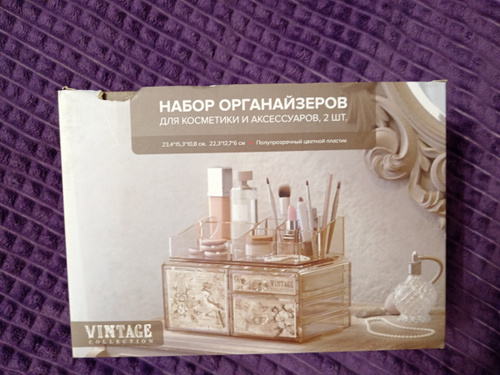 НАБОР ОРГАНАЙЗЕРОВ
ДЛЯ КОСМЕТИКИ И АКСЕССУАРОВ, 2 ШТ.
23,4*15,3*10,8 см, 22,3*12,7*6 см Полупрозрачный цветной пластик
VINTAGE
VINTAGE
COLLECTION